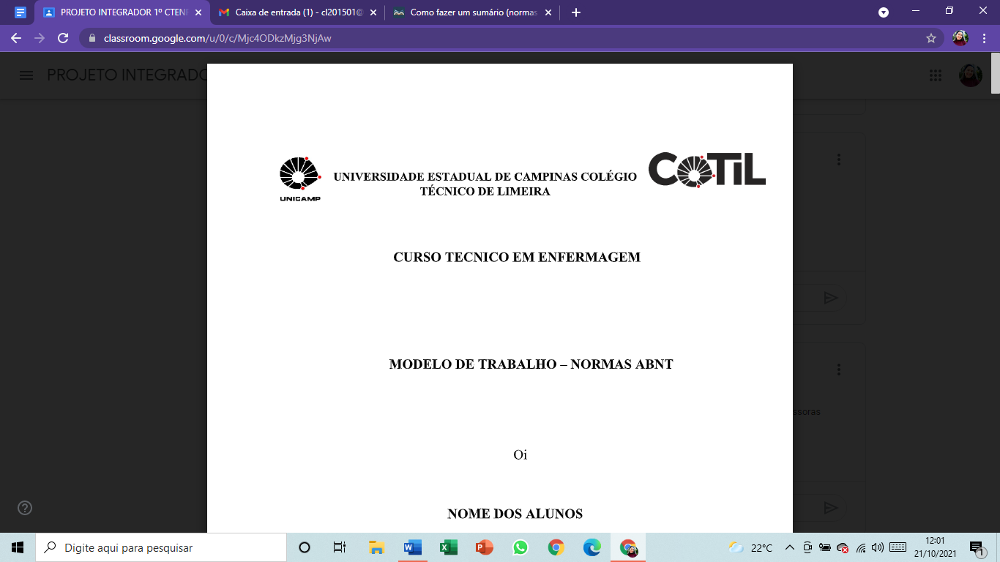 PROJETO INTEGRADOR 1º CTENF
Caixa de entrada (1) - cl201501@
Como fazer um sumário (normas
classroom.google.com/u/0/c/Mjc4ODkzMjg3NjAw
PROJETO INTEGRADO
UNICAMP
UNIVERSIDADE ESTADUAL DE CAMPINAS COLÉGIO
TÉCNICO DE LIMEIRA
COTIL
CURSO TECNICO EM ENFERMAGEM
MODELO DE TRABALHO – NORMAS ABNT
ssoras
Oi
NOME DOS ALUNOS
Digite aqui para pesquisar
22°C
12:01
21/10/2021
1